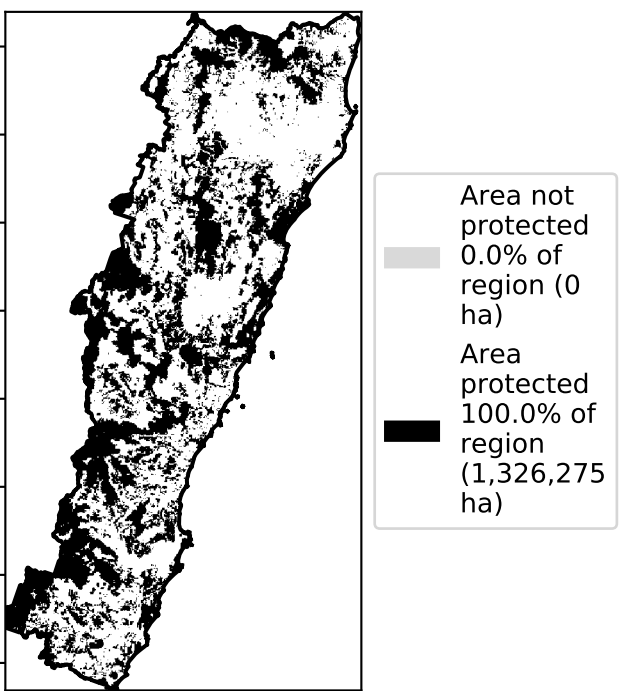 Area not
protected
0.0% of
region (0
ha)
Area
protected
100.0% of
region
(1,326,275
ha)